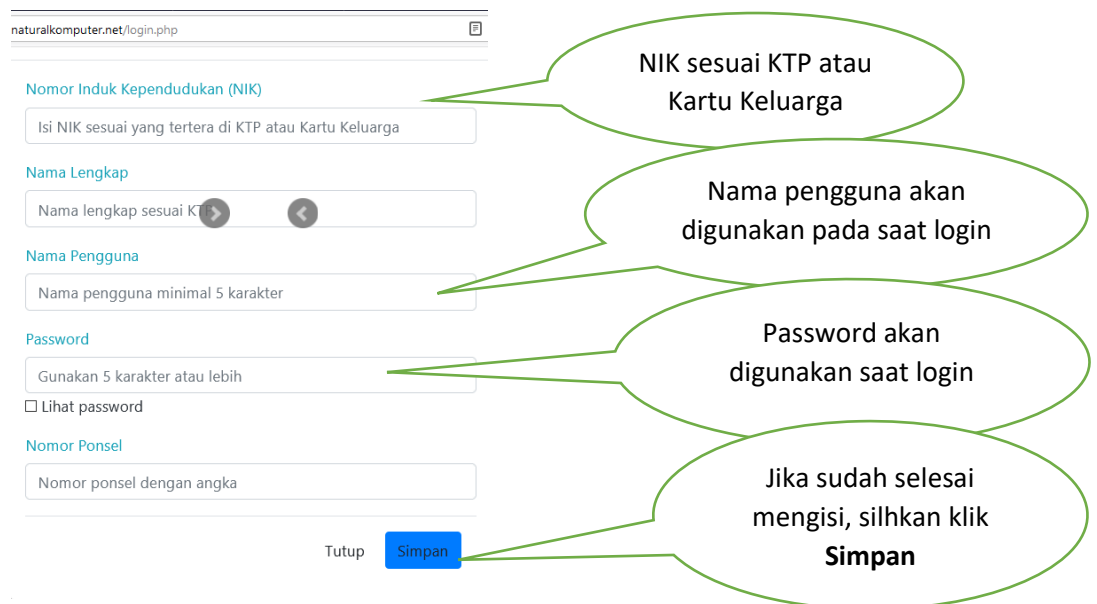 naturalkomputer.net/login.php
Nomor Induk Kependudukan (NIK)
Isi NIK sesuai yang tertera di KTP atau Kartu Keluarga
Nama Lengkap
Nama lengkap sesuai KTP
Nama Pengguna
Nama pengguna minimal 5 karakter
Password
Gunakan 5 karakter atau lebih
Lihat password
Nomor Ponsel
Nomor ponsel dengan angka
Tutup
Simpan
NIK sesuai KTP atau
Kartu Keluarga
Nama pengguna akan
digunakan pada saat login
Password akan
digunakan saat login
Jika sudah selesai
mengisi, silhkan klik
Simpan